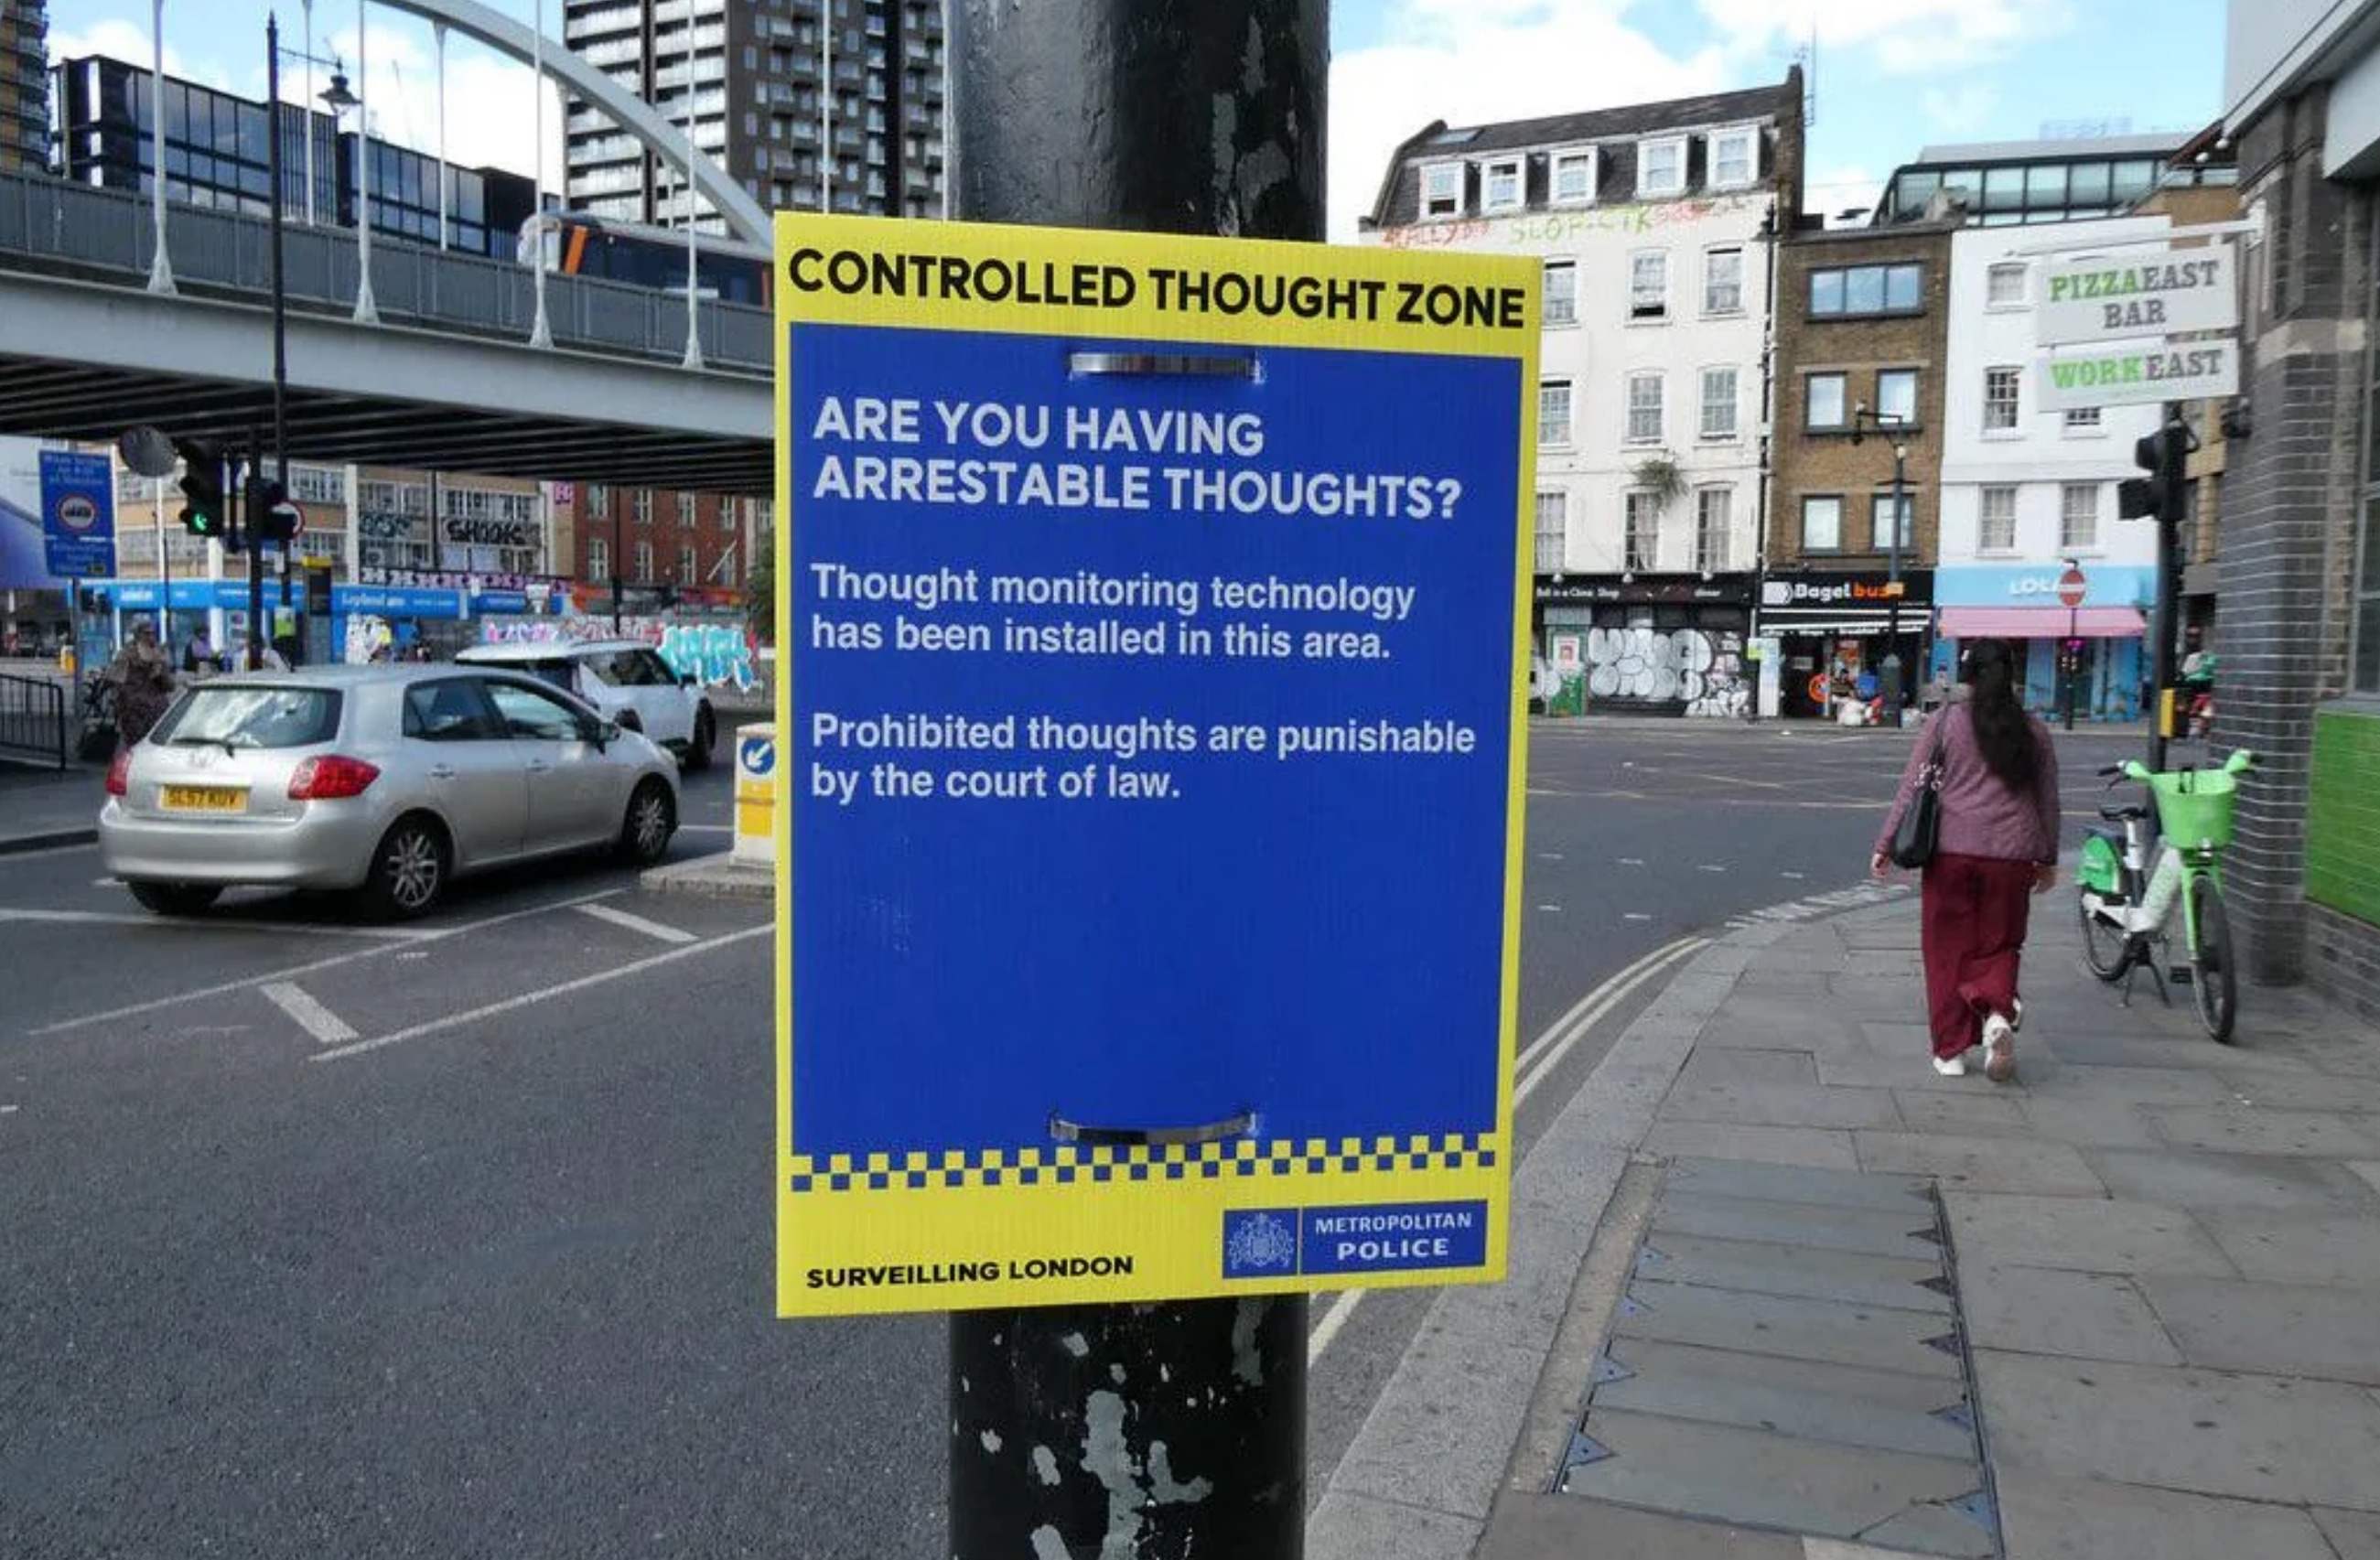 CONTROLLED THOUGHT ZONE
ARE YOU HAVING
ARRESTABLE THOUGHTS?
Thought monitoring technology
has been installed in this area.
Prohibited thoughts are punishable
by the court of law.
SURVEILLING LONDON
METROPOLITAN
POLICE
PIZZAEAST
BAR
WORKEAST
Bagel